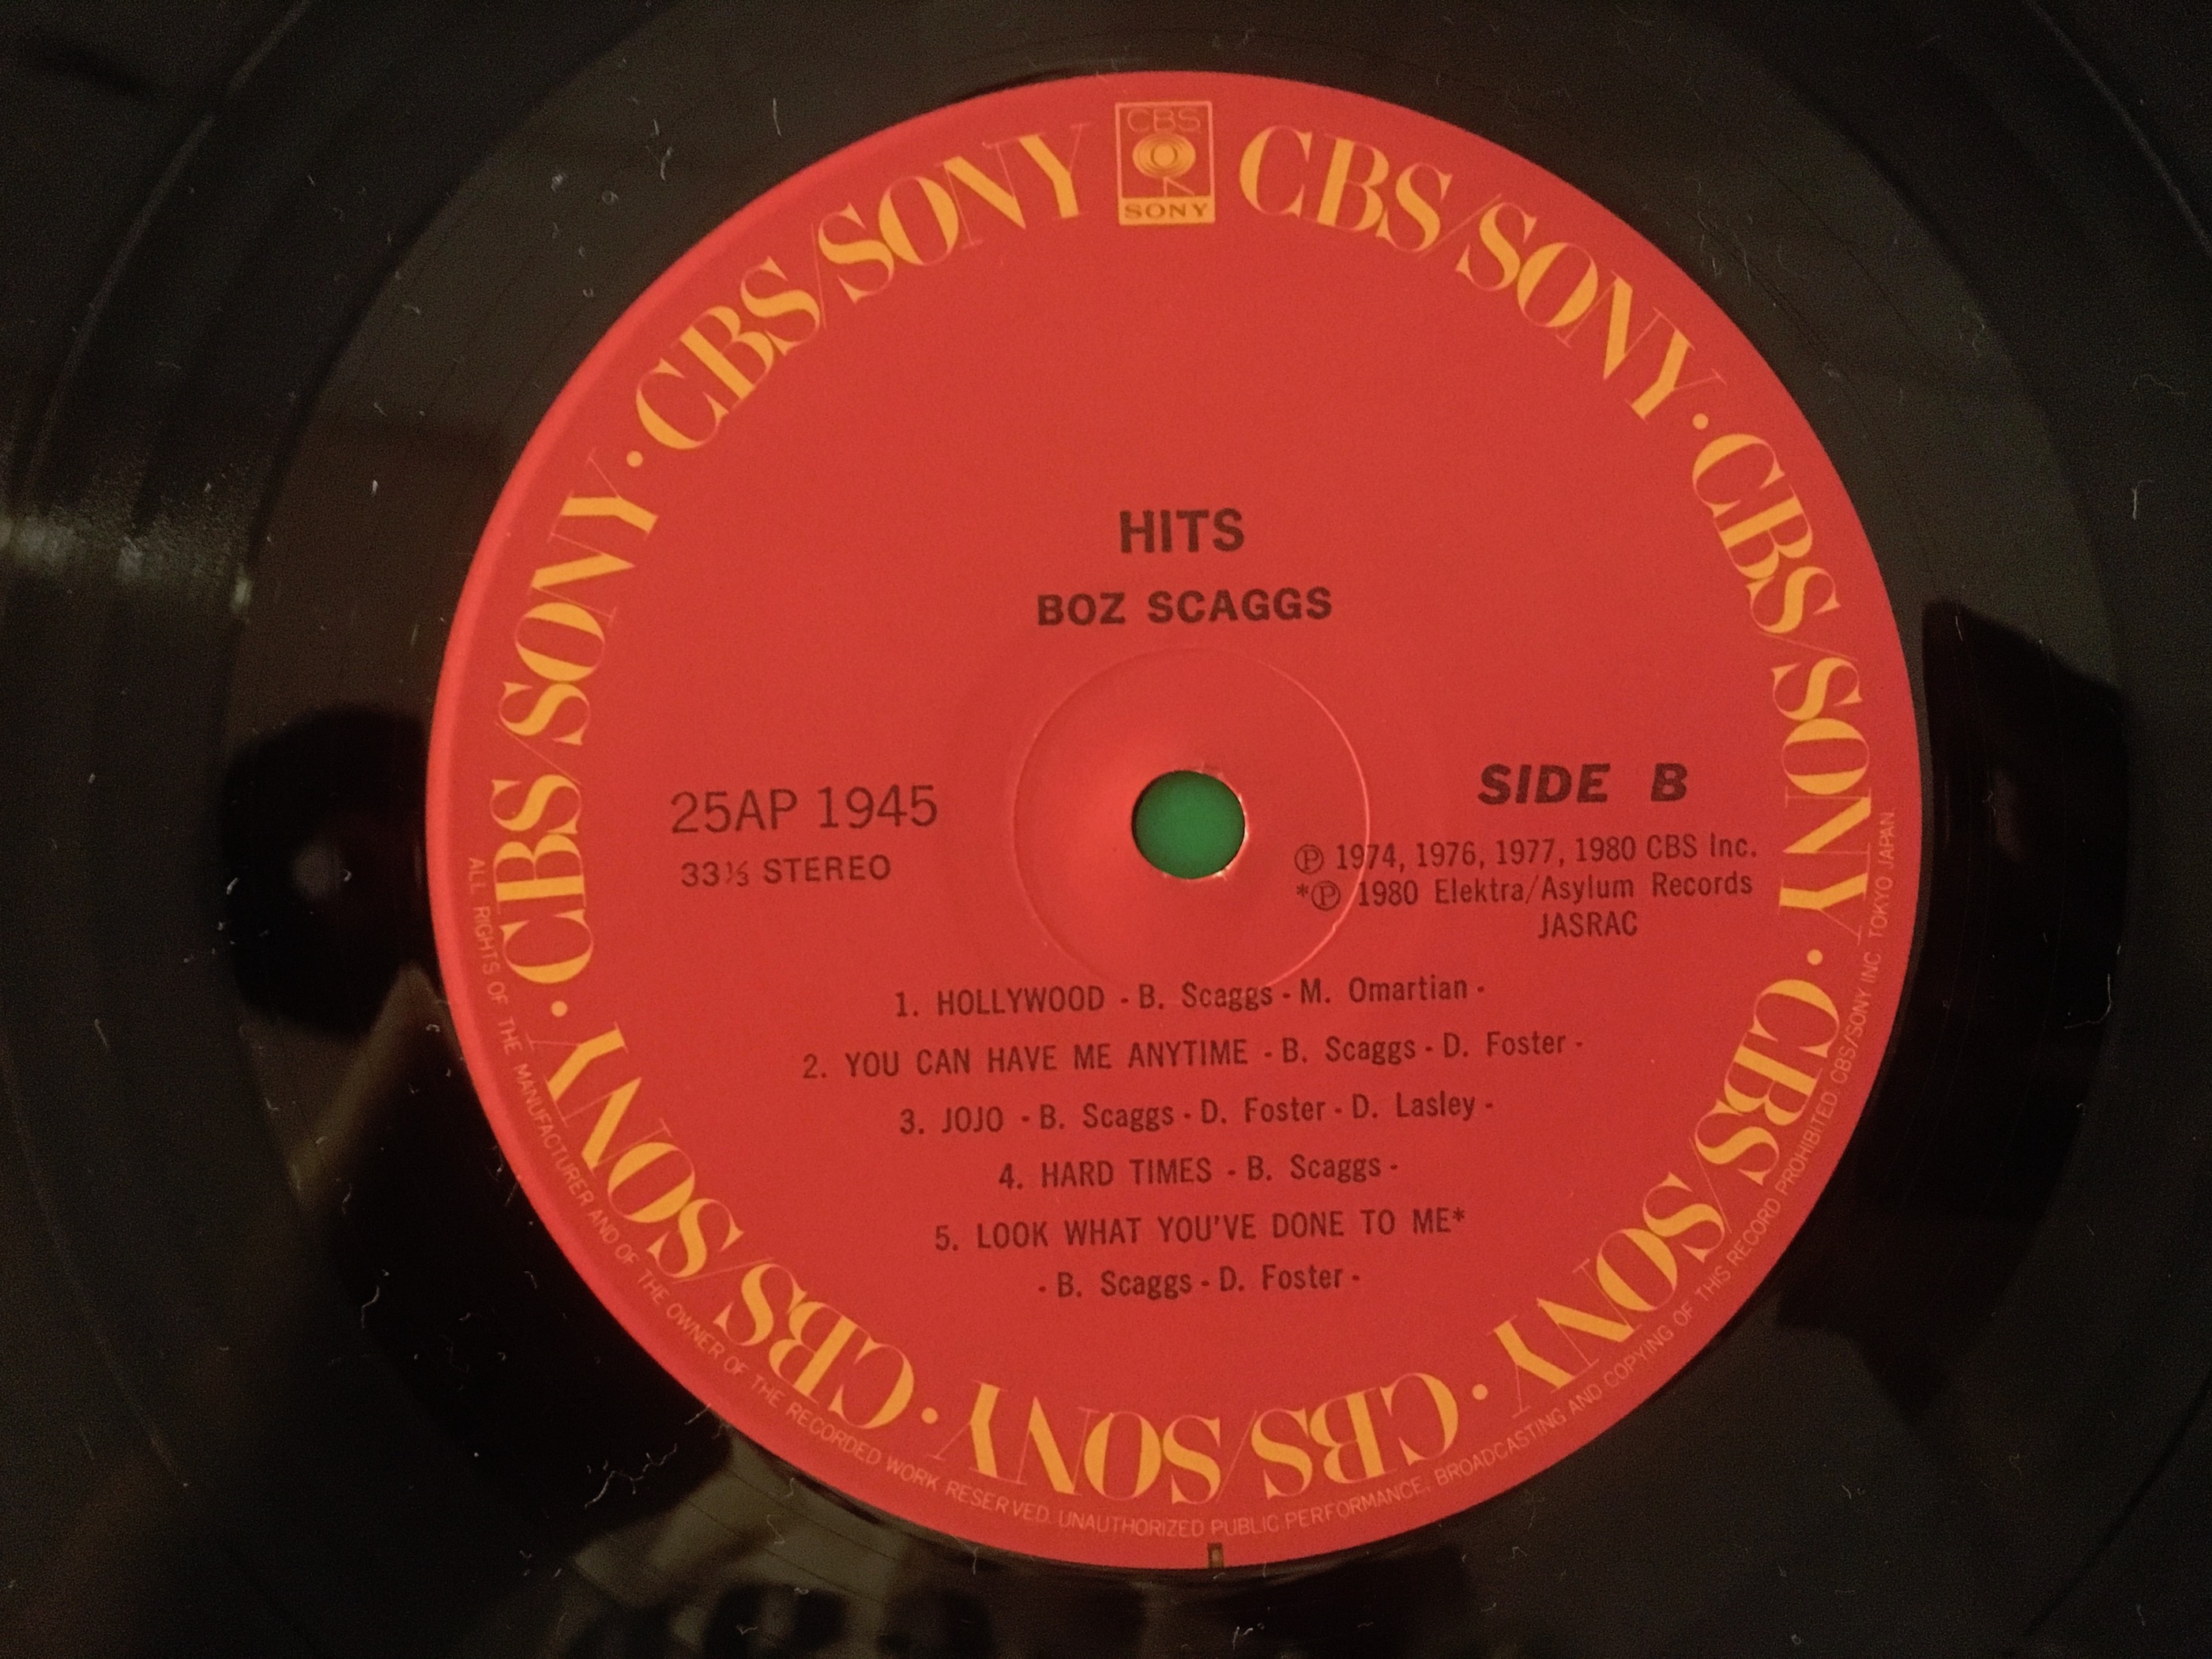 CBS
SONY
CBS/SONY · CBS/SONY · CBS/SONY · CBS/SONY · CBS/SONY · CBS/SONY · CBS/SONY
HITS
BOZ SCAGGS
25AP 1945
33⅓ STEREO
SIDE B
Ⓟ 1974, 1976, 1977, 1980 CBS Inc.
*Ⓟ 1980 Elektra/Asylum Records
JASRAC
1. HOLLYWOOD - B. Scaggs - M. Omartian -
2. YOU CAN HAVE ME ANYTIME - B. Scaggs - D. Foster -
3. JOJO - B. Scaggs - D. Foster - D. Lasley -
4. HARD TIMES - B. Scaggs -
5. LOOK WHAT YOU'VE DONE TO ME*
- B. Scaggs - D. Foster -
ALL RIGHTS OF THE MANUFACTURER AND OF THE OWNER OF THE RECORDED WORK RESERVED. UNAUTHORIZED PUBLIC PERFORMANCE, BROADCASTING AND COPYING OF THIS RECORD PROHIBITED. CBS/SONY INC. TOKYO JAPAN.